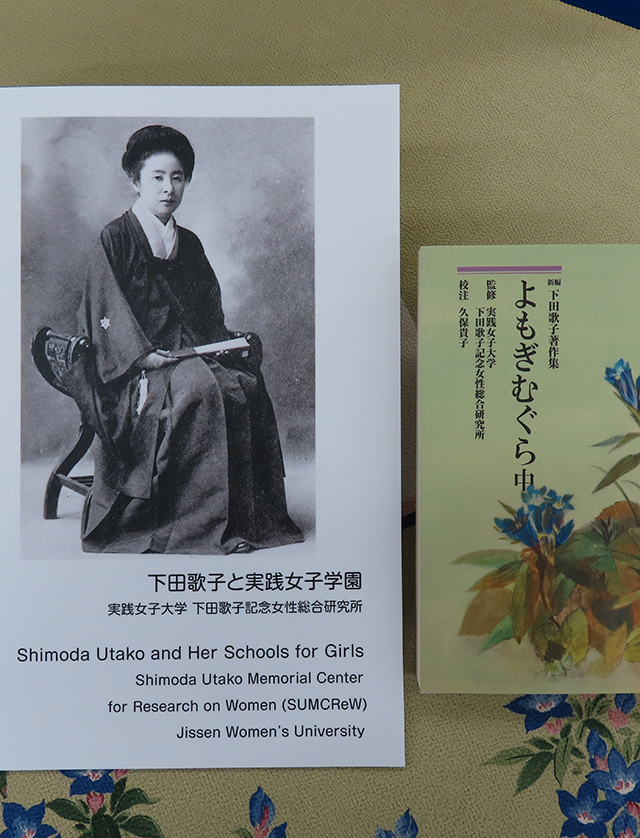 下田歌子と実践女子学園
実践女子大学 下田歌子記念女性総合研究所
Shimoda Utako and Her Schools for Girls
Shimoda Utako Memorial Center
for Research on Women (SUMCReW)
Jissen Women's University
新編 下田歌子著作集
よもぎむぐら 中
監修 実践女子大学
下田歌子記念女性総合研究所
校注 久保貴子